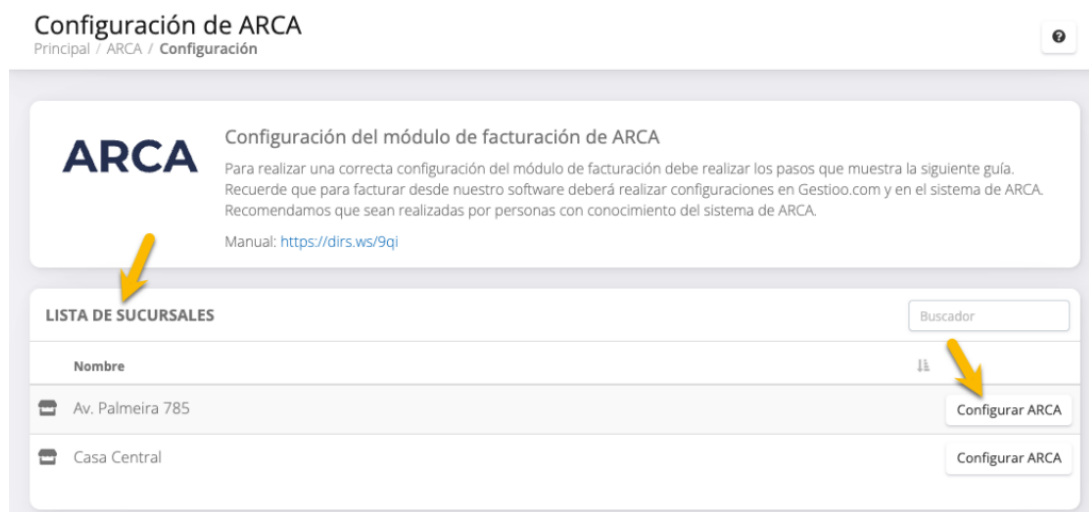 Configuración de ARCA
Principal / ARCA / Configuración
ARCA
Configuración del módulo de facturación de ARCA
Para realizar una correcta configuración del módulo de facturación debe realizar los pasos que muestra la siguiente guía.
Recuerde que para facturar desde nuestro software deberá realizar configuraciones en Gestioo.com y en el sistema de ARCA.
Recomendamos que sean realizadas por personas con conocimiento del sistema de ARCA.
Manual: https://dirs.ws/9qi
LISTA DE SUCURSALES
Buscador
Nombre
Av. Palmeira 785
Configurar ARCA
Casa Central
Configurar ARCA